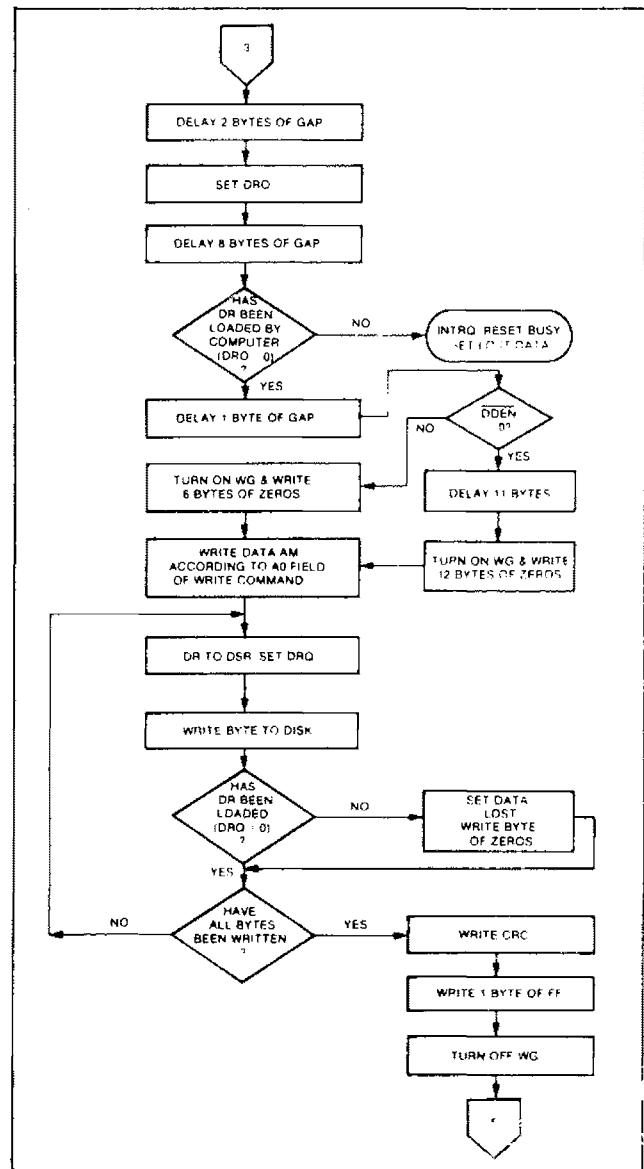 3
DELAY 2 BYTES OF GAP
SET DRQ
DELAY 8 BYTES OF GAP
HAS
DR BEEN
LOADED BY
COMPUTER
(DRQ 0)
?
NO
INTRQ RESET BUSY
SET LOST DATA
YES
DELAY 1 BYTE OF GAP
DDEN
0?
NO
YES
TURN ON WG & WRITE
6 BYTES OF ZEROS
DELAY 11 BYTES
WRITE DATA AM
ACCORDING TO A0 FIELD
OF WRITE COMMAND
TURN ON WG & WRITE
12 BYTES OF ZEROS
DR TO DSR SET DRQ
WRITE BYTE TO DISK
HAS
DR BEEN
LOADED
(DRQ 0)
?
NO
SET DATA
LOST
WRITE BYTE
OF ZEROS
YES
HAVE
ALL BYTES
BEEN WRITTEN
?
NO
YES
WRITE CRC
WRITE 1 BYTE OF FF
TURN OFF WG